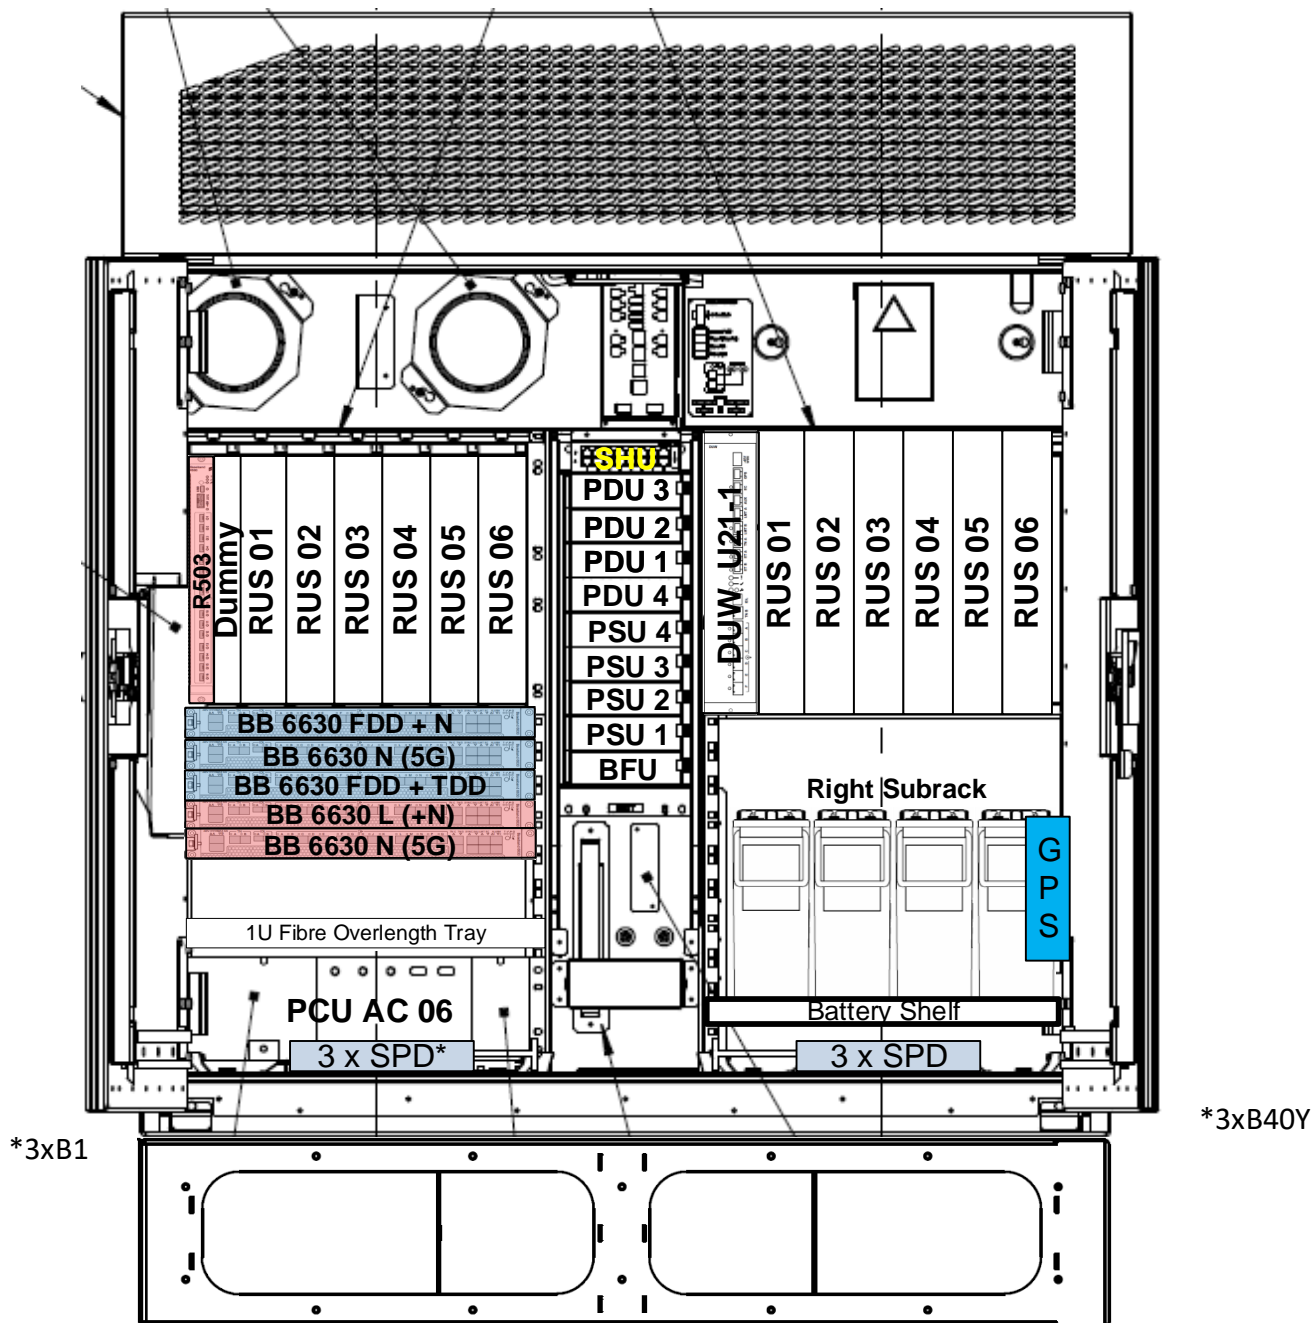 SHU
PDU 3
PDU 2
PDU 1
PDU 4
PSU 4
PSU 3
PSU 2
PSU 1
BFU
R503
Dummy
RUS 01
RUS 02
RUS 03
RUS 04
RUS 05
RUS 06
DUW U21-1
RUS 01
RUS 02
RUS 03
RUS 04
RUS 05
RUS 06
BB 6630 FDD + N
BB 6630 N (5G)
BB 6630 FDD + TDD
BB 6630 L (+N)
BB 6630 N (5G)
Right Subrack
GPS
1U Fibre Overlength Tray
PCU AC 06
Battery Shelf
3 x SPD*
3 x SPD
*3xB1
*3xB40Y